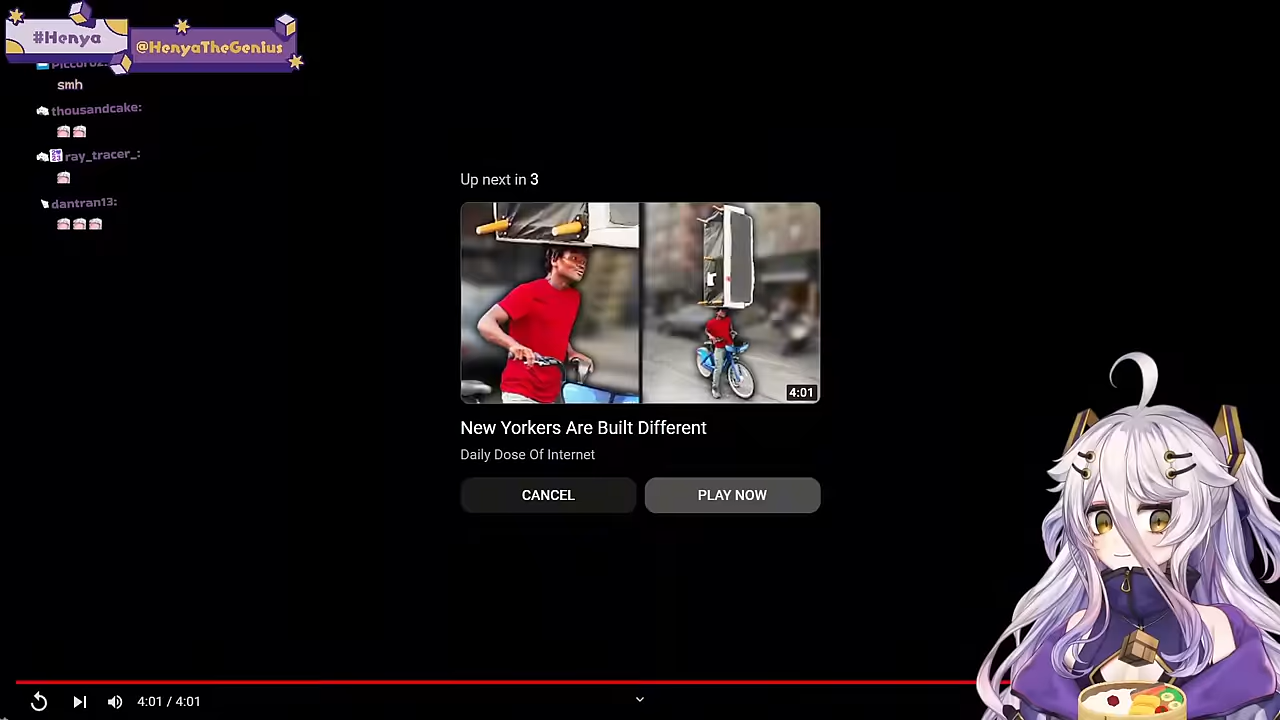 #Henya
@HenyaTheGenius
smh
thousandcake:
ray_tracer_:
dantran13:
Up next in 3
4:01
New Yorkers Are Built Different
Daily Dose Of Internet
CANCEL
PLAY NOW
4:01 / 4:01